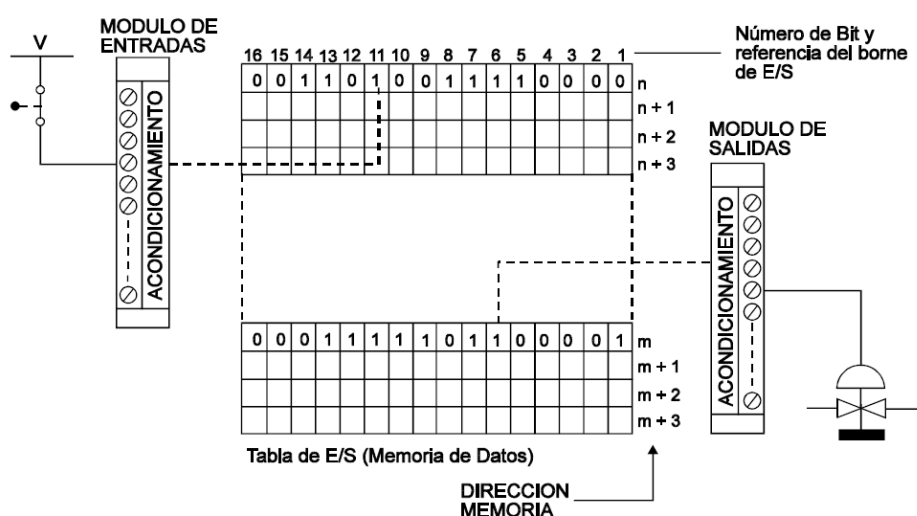 V
MODULO DE
ENTRADAS
ACONDICIONAMIENTO
16 15 14 13 12 11 10 9 8 7 6 5 4 3 2 1
0 0 1 1 0 1 0 0 1 1 1 1 0 0 0 0 n
n + 1
n + 2
n + 3
Número de Bit y
referencia del borne
de E/S
MODULO DE
SALIDAS
ACONDICIONAMIENTO
0 0 0 1 1 1 1 1 0 1 1 0 0 0 0 1 m
m + 1
m + 2
m + 3
Tabla de E/S (Memoria de Datos)
DIRECCION
MEMORIA